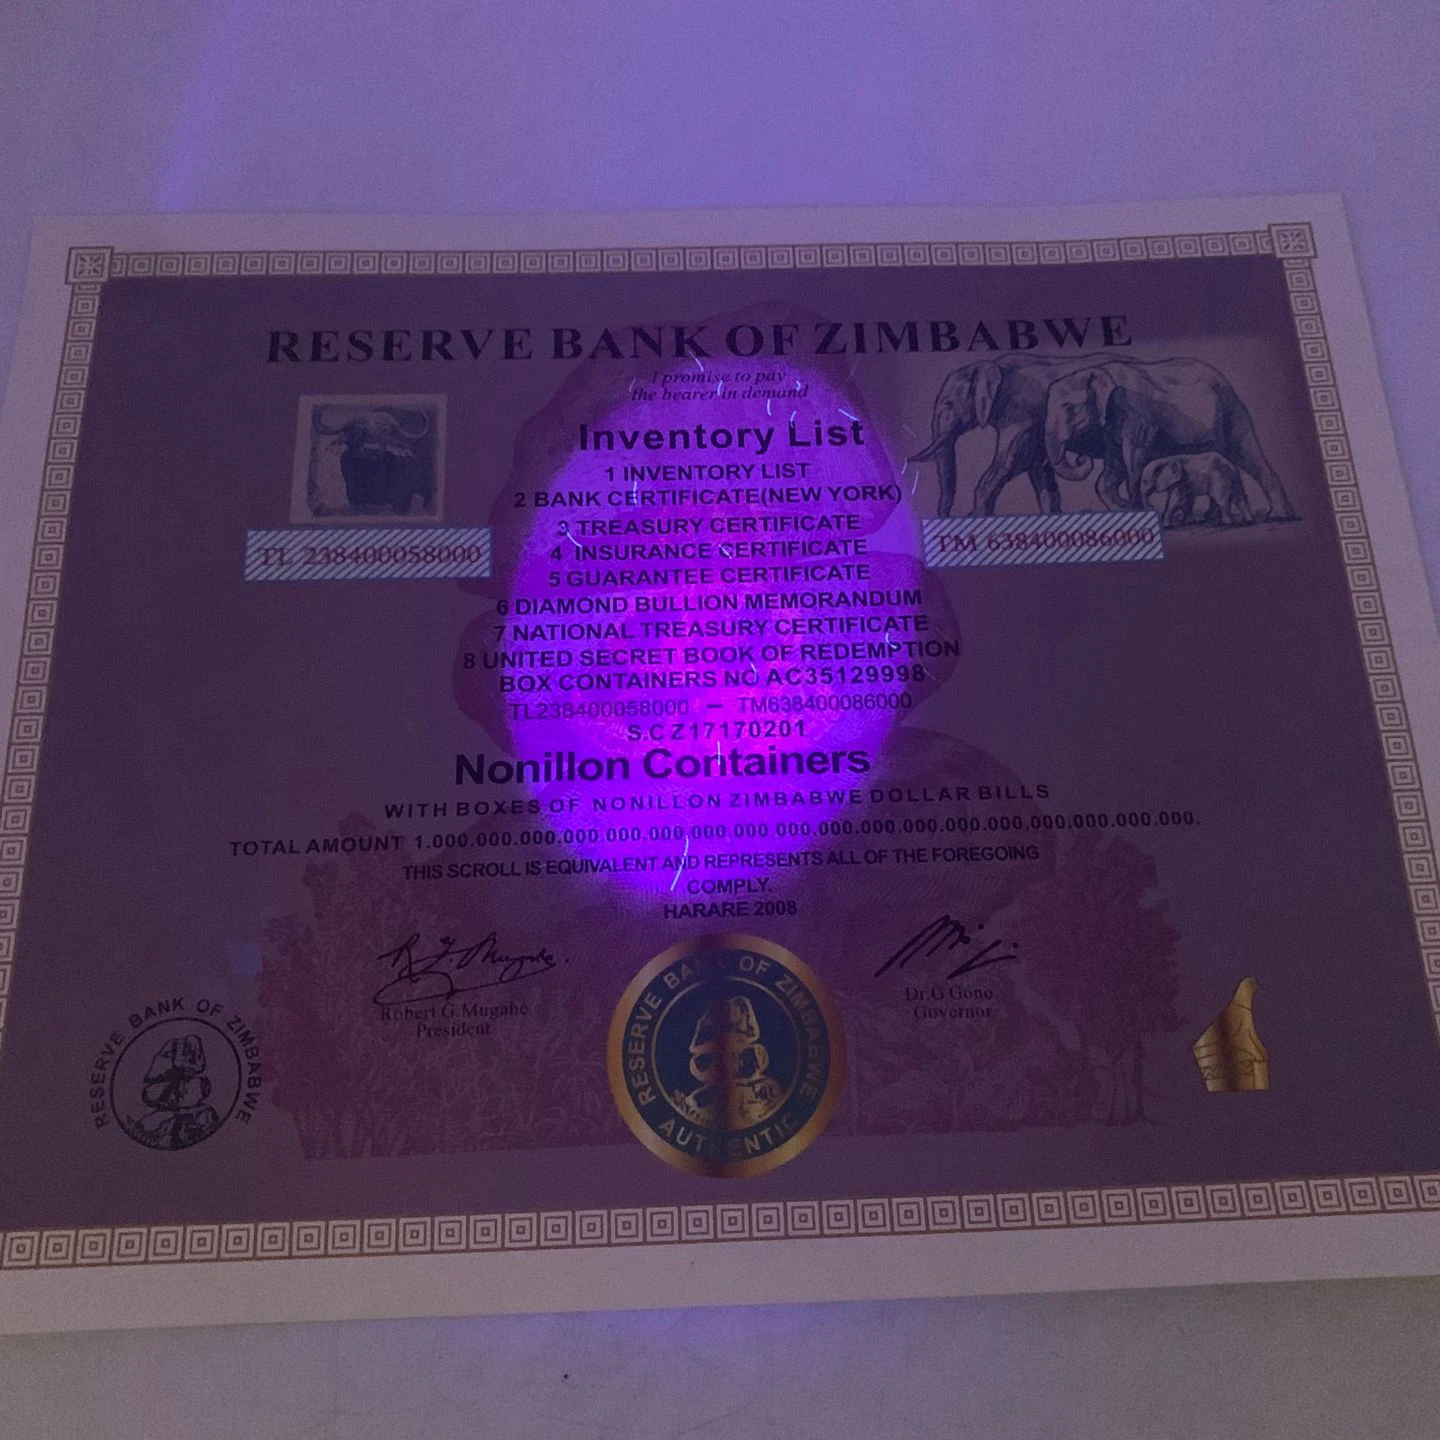 RESERVE BANK OF ZIMBABWE
I promise to pay
the bearer in demand
Inventory List
1 INVENTORY LIST
2 BANK CERTIFICATE(NEW YORK)
3 TREASURY CERTIFICATE
4 INSURANCE CERTIFICATE
5 GUARANTEE CERTIFICATE
TL 238400058000
TM 638400086000
6 DIAMOND BULLION MEMORANDUM
7 NATIONAL TREASURY CERTIFICATE
8 UNITED SECRET BOOK OF REDEMPTION
BOX CONTAINERS NO AC35129998
TL238400058000 – TM638400086000
S.C Z17170201
Nonillon Containers
WITH BOXES OF NONILLON ZIMBABWE DOLLAR BILLS
TOTAL AMOUNT 1.000.000.000.000.000.000.000.000.000.000.000.000.000.000.000.000.000.000.
THIS SCROLL IS EQUIVALENT AND REPRESENTS ALL OF THE FOREGOING
COMPLY.
HARARE 2008
R.G. Mugabe.
Robert G.Mugabe
President
Dr.G Gono
Governor
RESERVE BANK OF ZIMBABWE
RESERVE BANK OF ZIMBABWE
AUTHENTIC